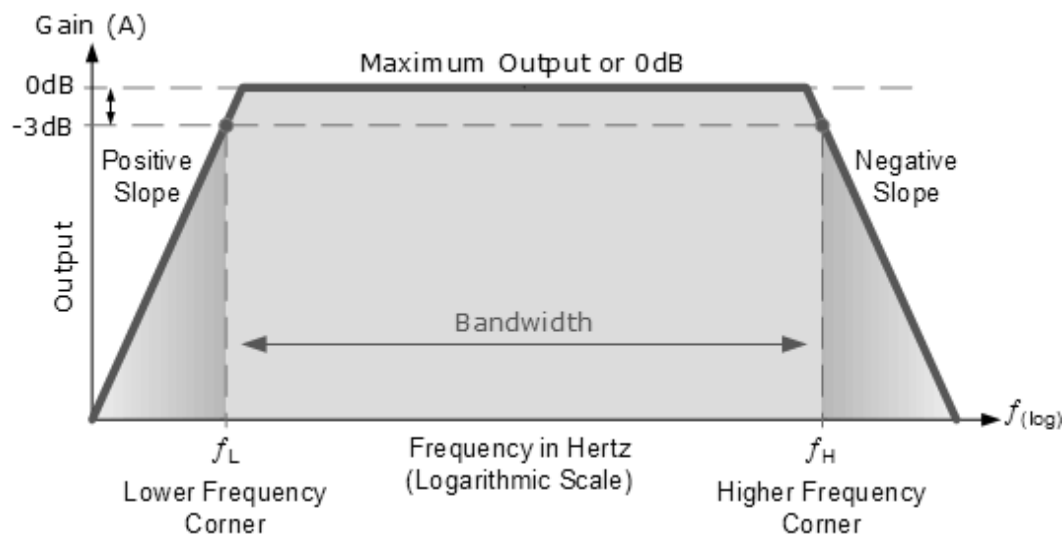 Gain (A)
Maximum Output or 0dB
0dB
-3dB
Positive
Slope
Negative
Slope
Output
Bandwidth
f(log)
fL
Frequency in Hertz
(Logarithmic Scale)
fH
Lower Frequency
Corner
Higher Frequency
Corner